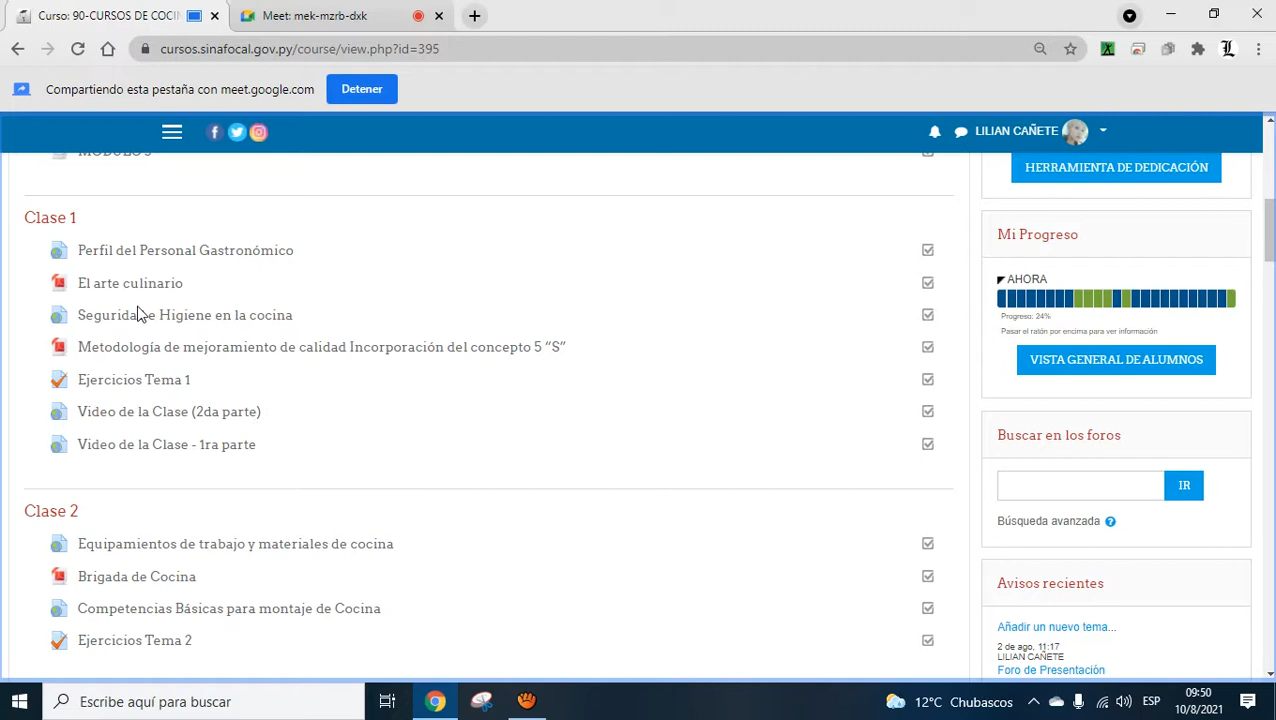 Curso: 90-CURSOS DE COCIN
Meet: mek-mzrb-dxk
cursos.sinafocal.gov.py/course/view.php?id=395
Compartiendo esta pestaña con meet.google.com
Detener
LILIAN CAÑETE
HERRAMIENTA DE DEDICACIÓN
Clase 1
Perfil del Personal Gastronómico
El arte culinario
Seguridad e Higiene en la cocina
Metodología de mejoramiento de calidad Incorporación del concepto 5 “S”
Ejercicios Tema 1
Video de la Clase (2da parte)
Video de la Clase - 1ra parte
Clase 2
Equipamientos de trabajo y materiales de cocina
Brigada de Cocina
Competencias Básicas para montaje de Cocina
Ejercicios Tema 2
Mi Progreso
AHORA
Progreso: 24%
Pasar el ratón por encima para ver información
VISTA GENERAL DE ALUMNOS
Buscar en los foros
IR
Búsqueda avanzada
Avisos recientes
Añadir un nuevo tema...
2 de ago, 11:17
LILIAN CAÑETE
Foro de Presentación
Escribe aquí para buscar
12°C Chubascos
ESP
09:50
10/8/2021